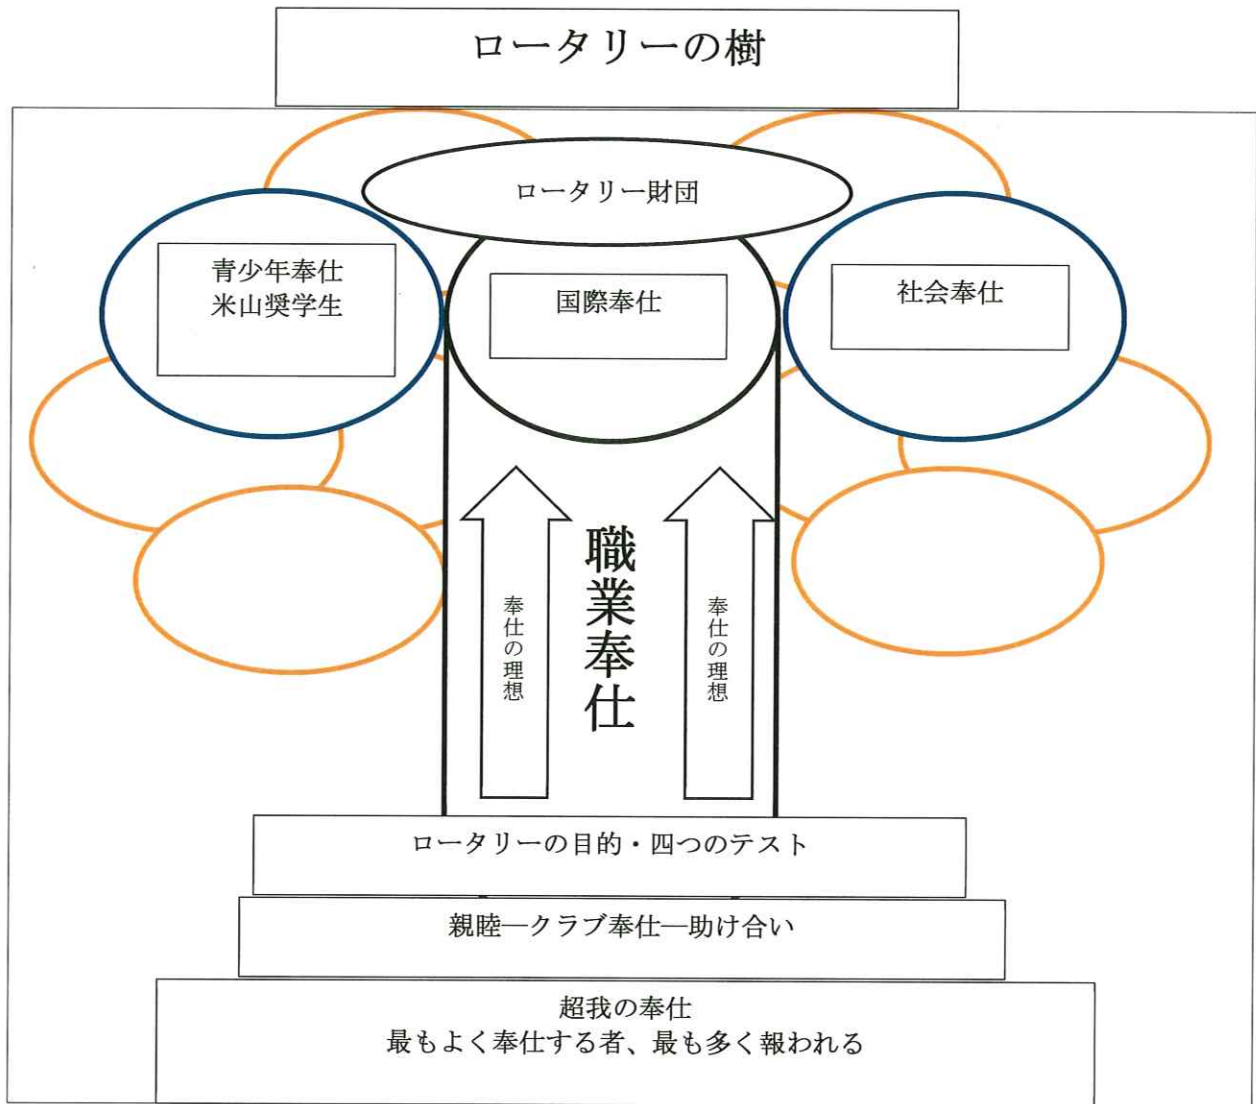 ロータリーの樹
ロータリー財団
青少年奉仕
米山奨学生
国際奉仕
社会奉仕
奉仕の理想
職業奉仕
奉仕の理想
ロータリーの目的・四つのテスト
親睦―クラブ奉仕―助け合い
超我の奉仕
最もよく奉仕する者、最も多く報われる